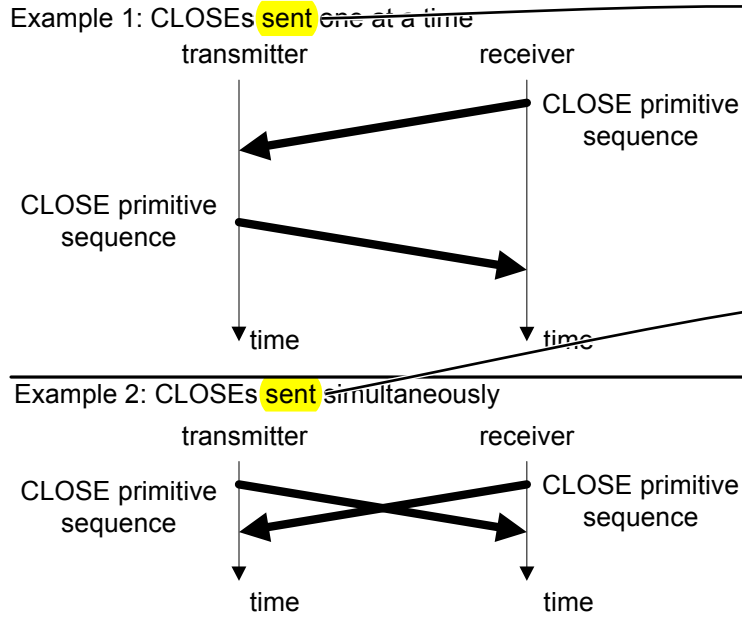 Example 1: CLOSEs sent one at a time
transmitter receiver
CLOSE primitive
sequence
CLOSE primitive
sequence
time time
Example 2: CLOSEs sent simultaneously
transmitter receiver
CLOSE primitive
sequence
CLOSE primitive
sequence
time time